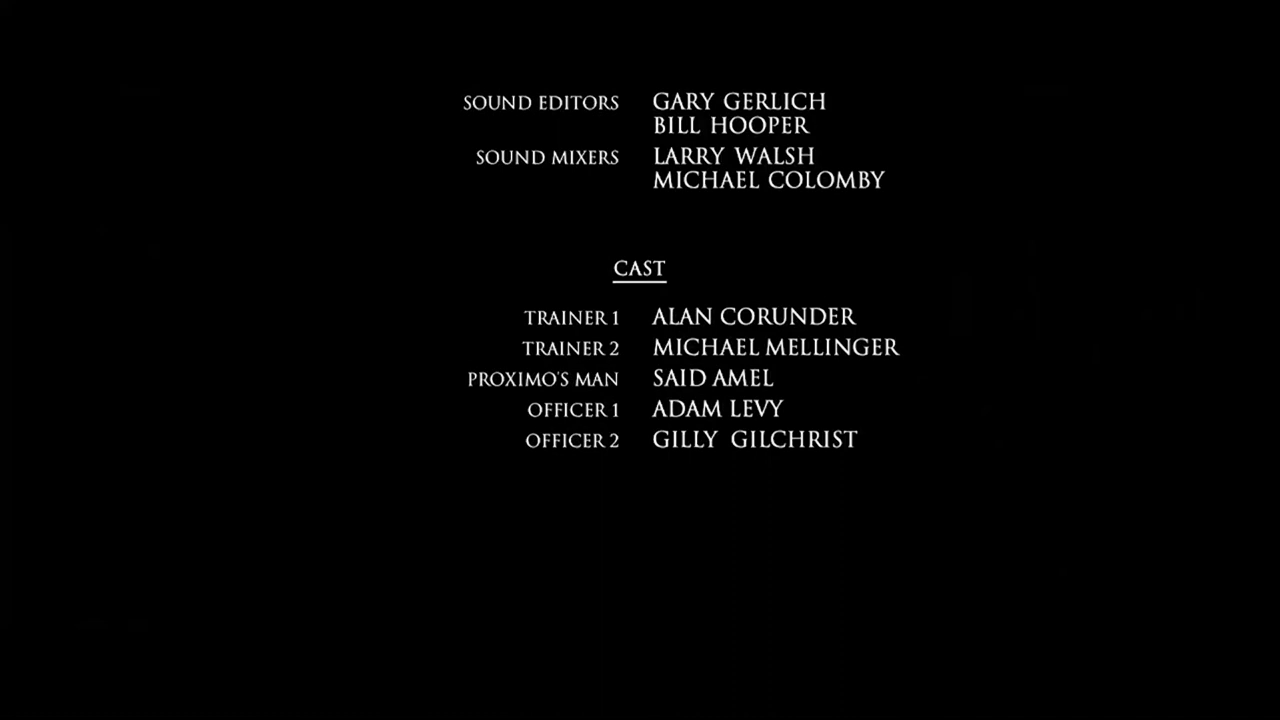 SOUND EDITORS GARY GERLICH
BILL HOOPER
SOUND MIXERS LARRY WALSH
MICHAEL COLOMBY
CAST
TRAINER 1 ALAN CORUNDER
TRAINER 2 MICHAEL MELLINGER
PROXIMO'S MAN SAID AMEL
OFFICER 1 ADAM LEVY
OFFICER 2 GILLY GILCHRIST